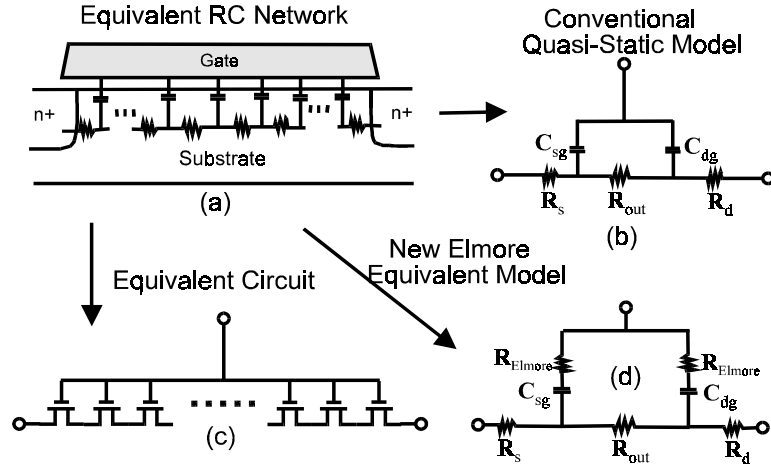 Equivalent RC Network
Gate
n+
n+
Substrate
(a)
Conventional
Quasi-Static Model
Csg
Cdg
Rs
Rout
Rd
(b)
Equivalent Circuit
(c)
New Elmore
Equivalent Model
RElmore
RElmore
(d)
Csg
Cdg
Rs
Rout
Rd